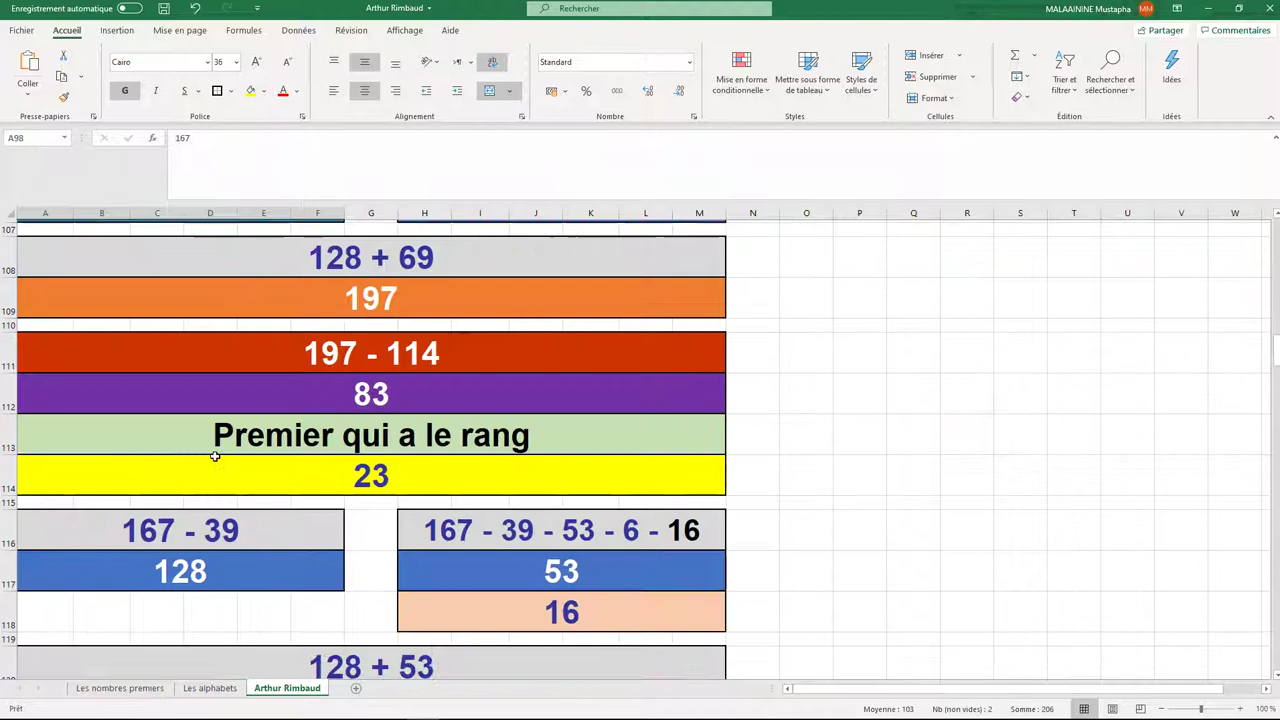 Enregistrement automatique
Arthur Rimbaud
Rechercher
MALAAININE Mustapha MM
Fichier Accueil Insertion Mise en page Formules Données Révision Affichage Aide
Partager Commentaires
Coller
Cairo 36
Standard
Mise en forme conditionnelle
Mettre sous forme de tableau
Styles de cellules
Insérer
Supprimer
Format
Trier et filtrer
Rechercher et sélectionner
Idées
G I S
Presse-papiers Police Alignement Nombre Styles Cellules Édition Idées
A98 fx 167
A B C D E F G H I J K L M N O P Q R S T U V W
107
108 128 + 69
109 197
110
111 197 - 114
112 83
113 Premier qui a le rang
114 23
115
116 167 - 39 167 - 39 - 53 - 6 - 16
117 128 53
118 16
119
128 + 53
Les nombres premiers Les alphabets Arthur Rimbaud
Prêt Moyenne : 103 Nb (non vides) : 2 Somme : 206 100 %